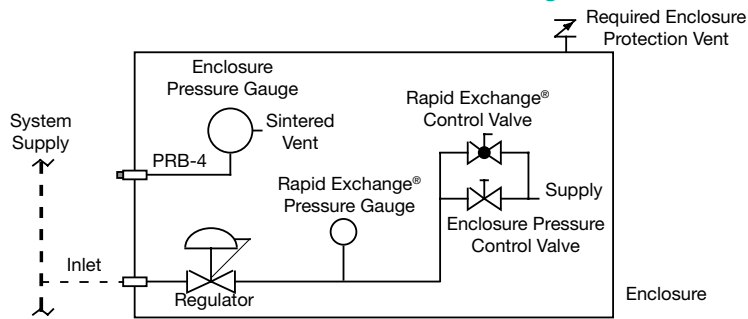 Required Enclosure
Protection Vent
Enclosure
Pressure Gauge
Rapid Exchange®
Control Valve
System
Supply
Sintered
Vent
PRB-4
Rapid Exchange®
Pressure Gauge
Supply
Enclosure Pressure
Control Valve
Inlet
Regulator
Enclosure